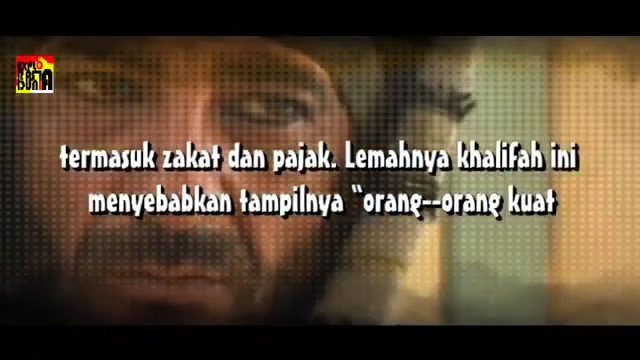 termasuk zakat dan pajak. Lemahnya khalifah ini
menyebabkan tampilnya “orang--orang kuat